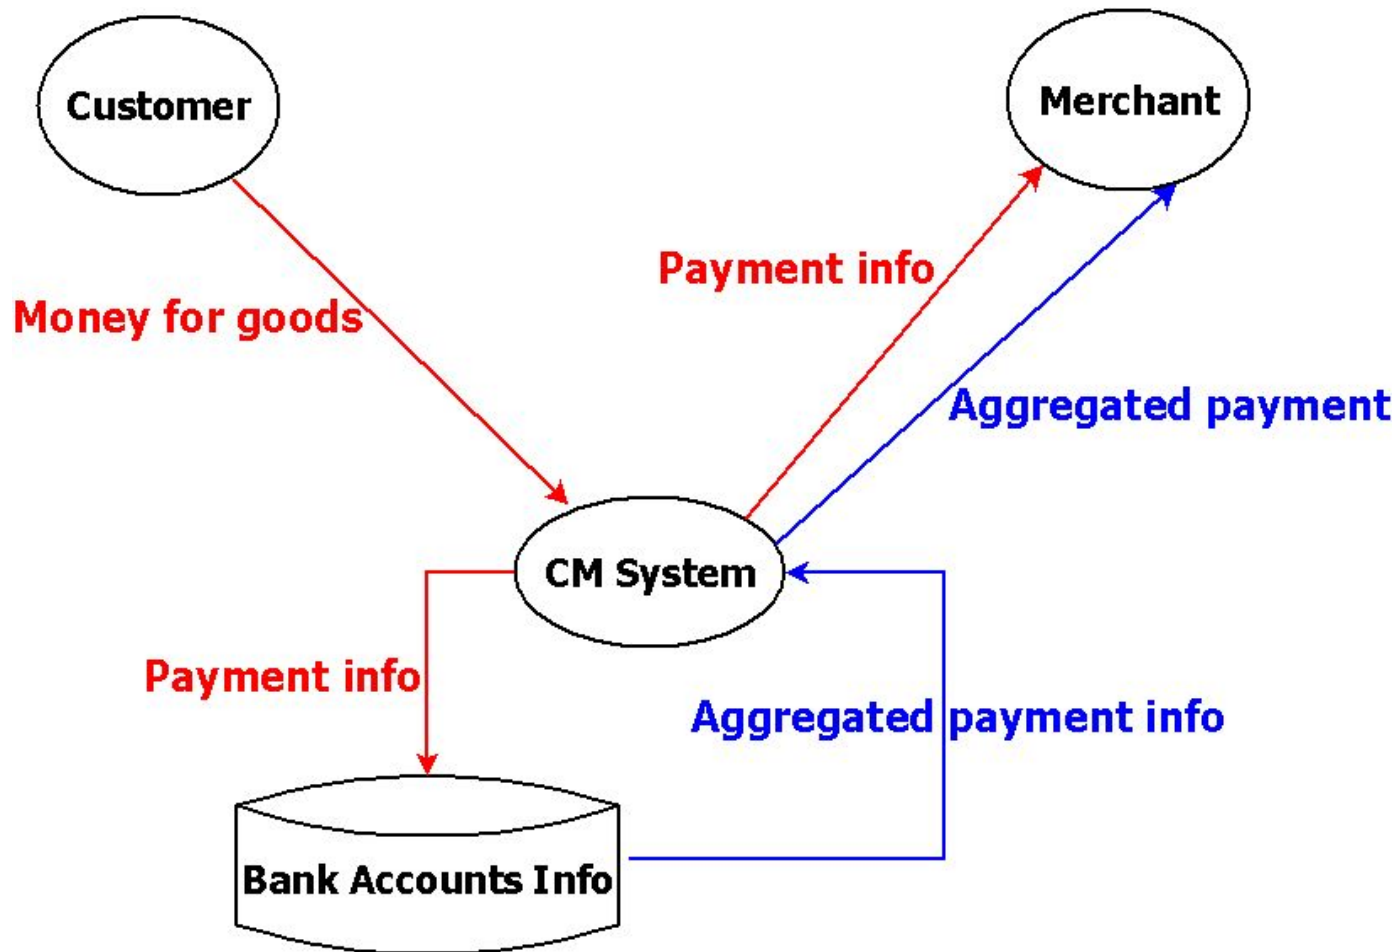 Customer
Merchant
Payment info
Money for goods
Aggregated payment
CM System
Payment info
Aggregated payment info
Bank Accounts Info